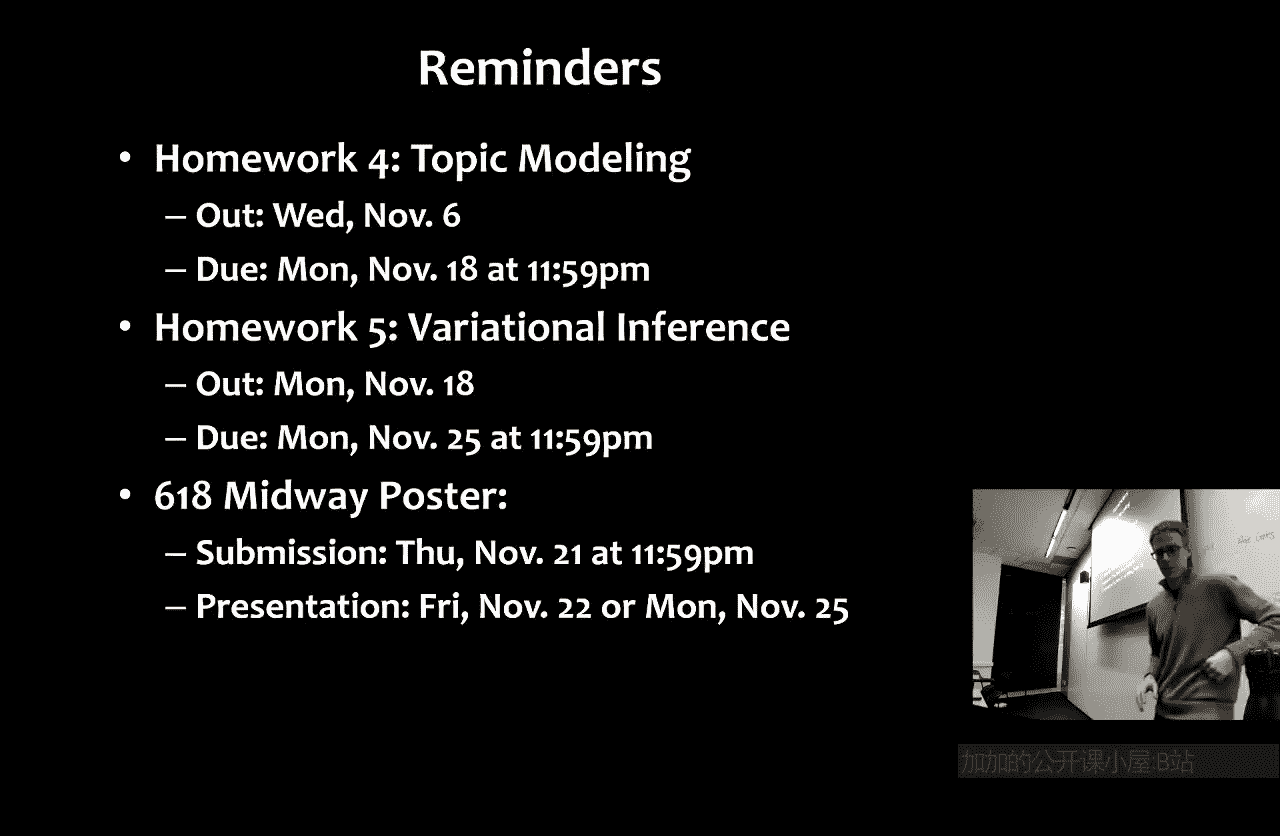 Reminders
• Homework 4: Topic Modeling
– Out: Wed, Nov. 6
– Due: Mon, Nov. 18 at 11:59pm
• Homework 5: Variational Inference
– Out: Mon, Nov. 18
– Due: Mon, Nov. 25 at 11:59pm
• 618 Midway Poster:
– Submission: Thu, Nov. 21 at 11:59pm
– Presentation: Fri, Nov. 22 or Mon, Nov. 25
加加的公开课小屋:B站